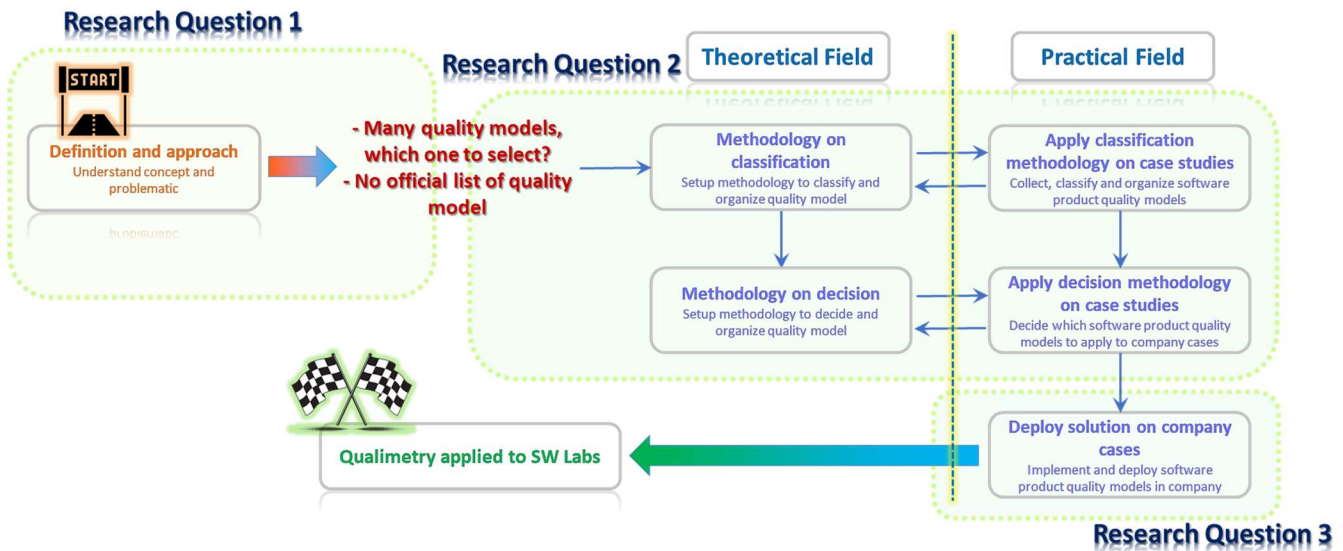 Research Question 1
START
Definition and approach
Understand concept and
problematic
- Many quality models,
which one to select?
- No official list of quality
model
Research Question 2
Theoretical Field
Practical Field
Methodology on
classification
Setup methodology to classify and
organize quality model
Apply classification
methodology on case studies
Collect, classify and organize software
product quality models
Methodology on decision
Setup methodology to decide and
organize quality model
Apply decision methodology
on case studies
Decide which software product quality
models to apply to company cases
Deploy solution on company
cases
Implement and deploy software
product quality models in company
Qualimetry applied to SW Labs
Research Question 3